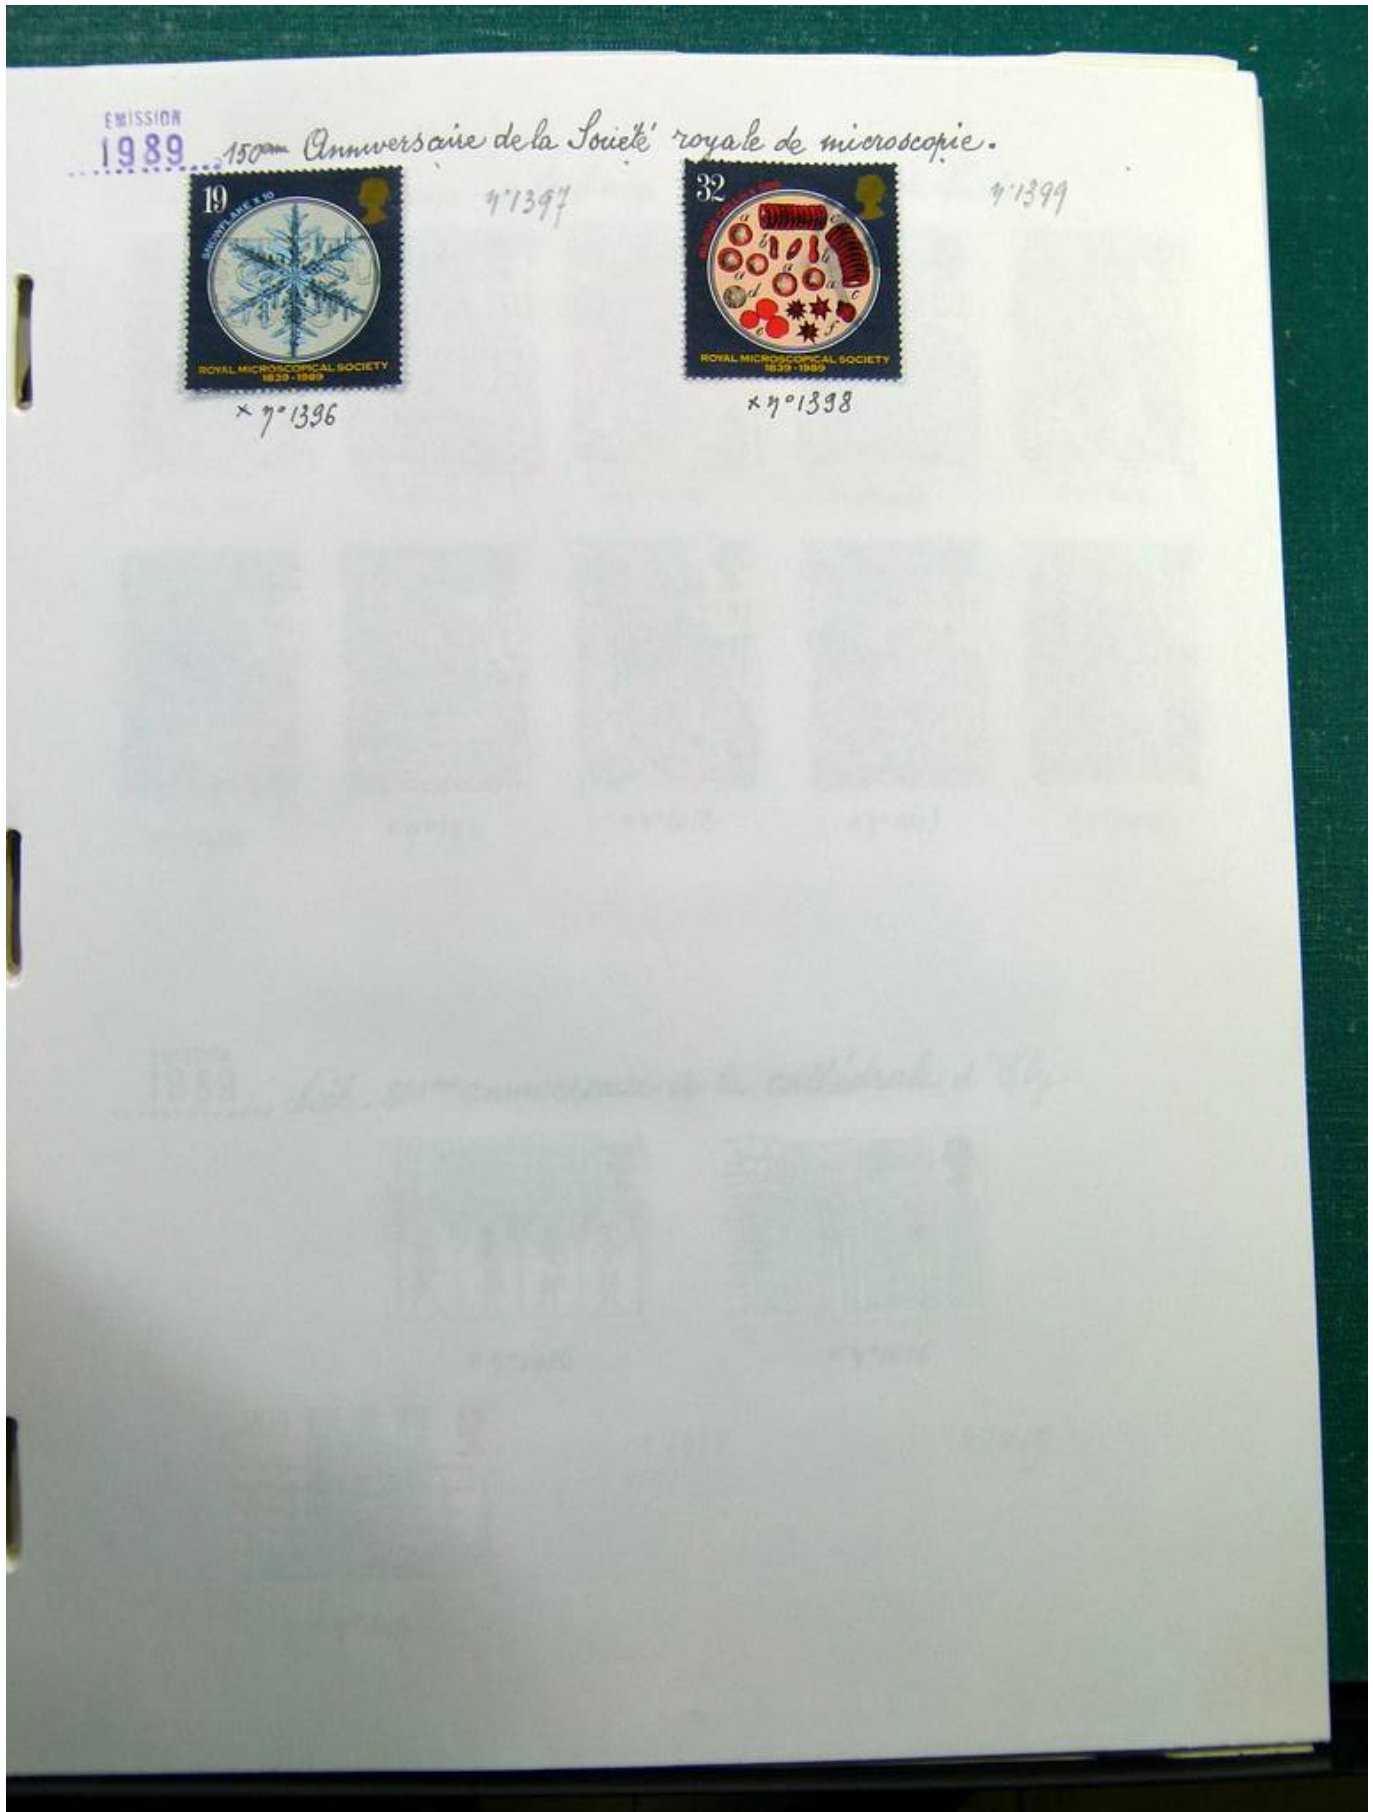 EMISSION
1989 150ème Anniversaire de la Société royale de microscopie.
19
SNOWFLAKE x 10
ROYAL MICROSCOPICAL SOCIETY
1839-1989
x n° 1396
n° 1397
32
a
c
b
b
a
a
a
c
d
e
f
ROYAL MICROSCOPICAL SOCIETY
1839-1989
x n° 1398
n° 1399